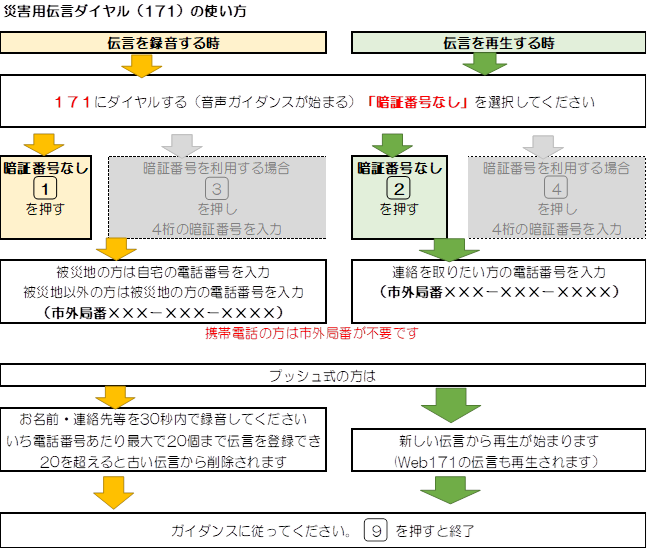 災害用伝言ダイヤル（171）の使い方
伝言を録音する時
伝言を再生する時
１７１にダイヤルする（音声ガイダンスが始まる）「暗証番号なし」を選択してください
暗証番号なし
1
を押す
暗証番号を利用する場合
3
を押し
4桁の暗証番号を入力
暗証番号なし
2
を押す
暗証番号を利用する場合
4
を押し
4桁の暗証番号を入力
被災地の方は自宅の電話番号を入力
被災地以外の方は被災地の方の電話番号を入力
（市外局番×××－×××－××××）
連絡を取りたい方の電話番号を入力
（市外局番×××－×××－××××）
携帯電話の方は市外局番が不要です
プッシュ式の方は
お名前・連絡先等を30秒内で録音してください
いち電話番号あたり最大で20個まで伝言を登録でき
20を超えると古い伝言から削除されます
新しい伝言から再生が始まります
(Web171の伝言も再生されます）
ガイダンスに従ってください。 9 を押すと終了